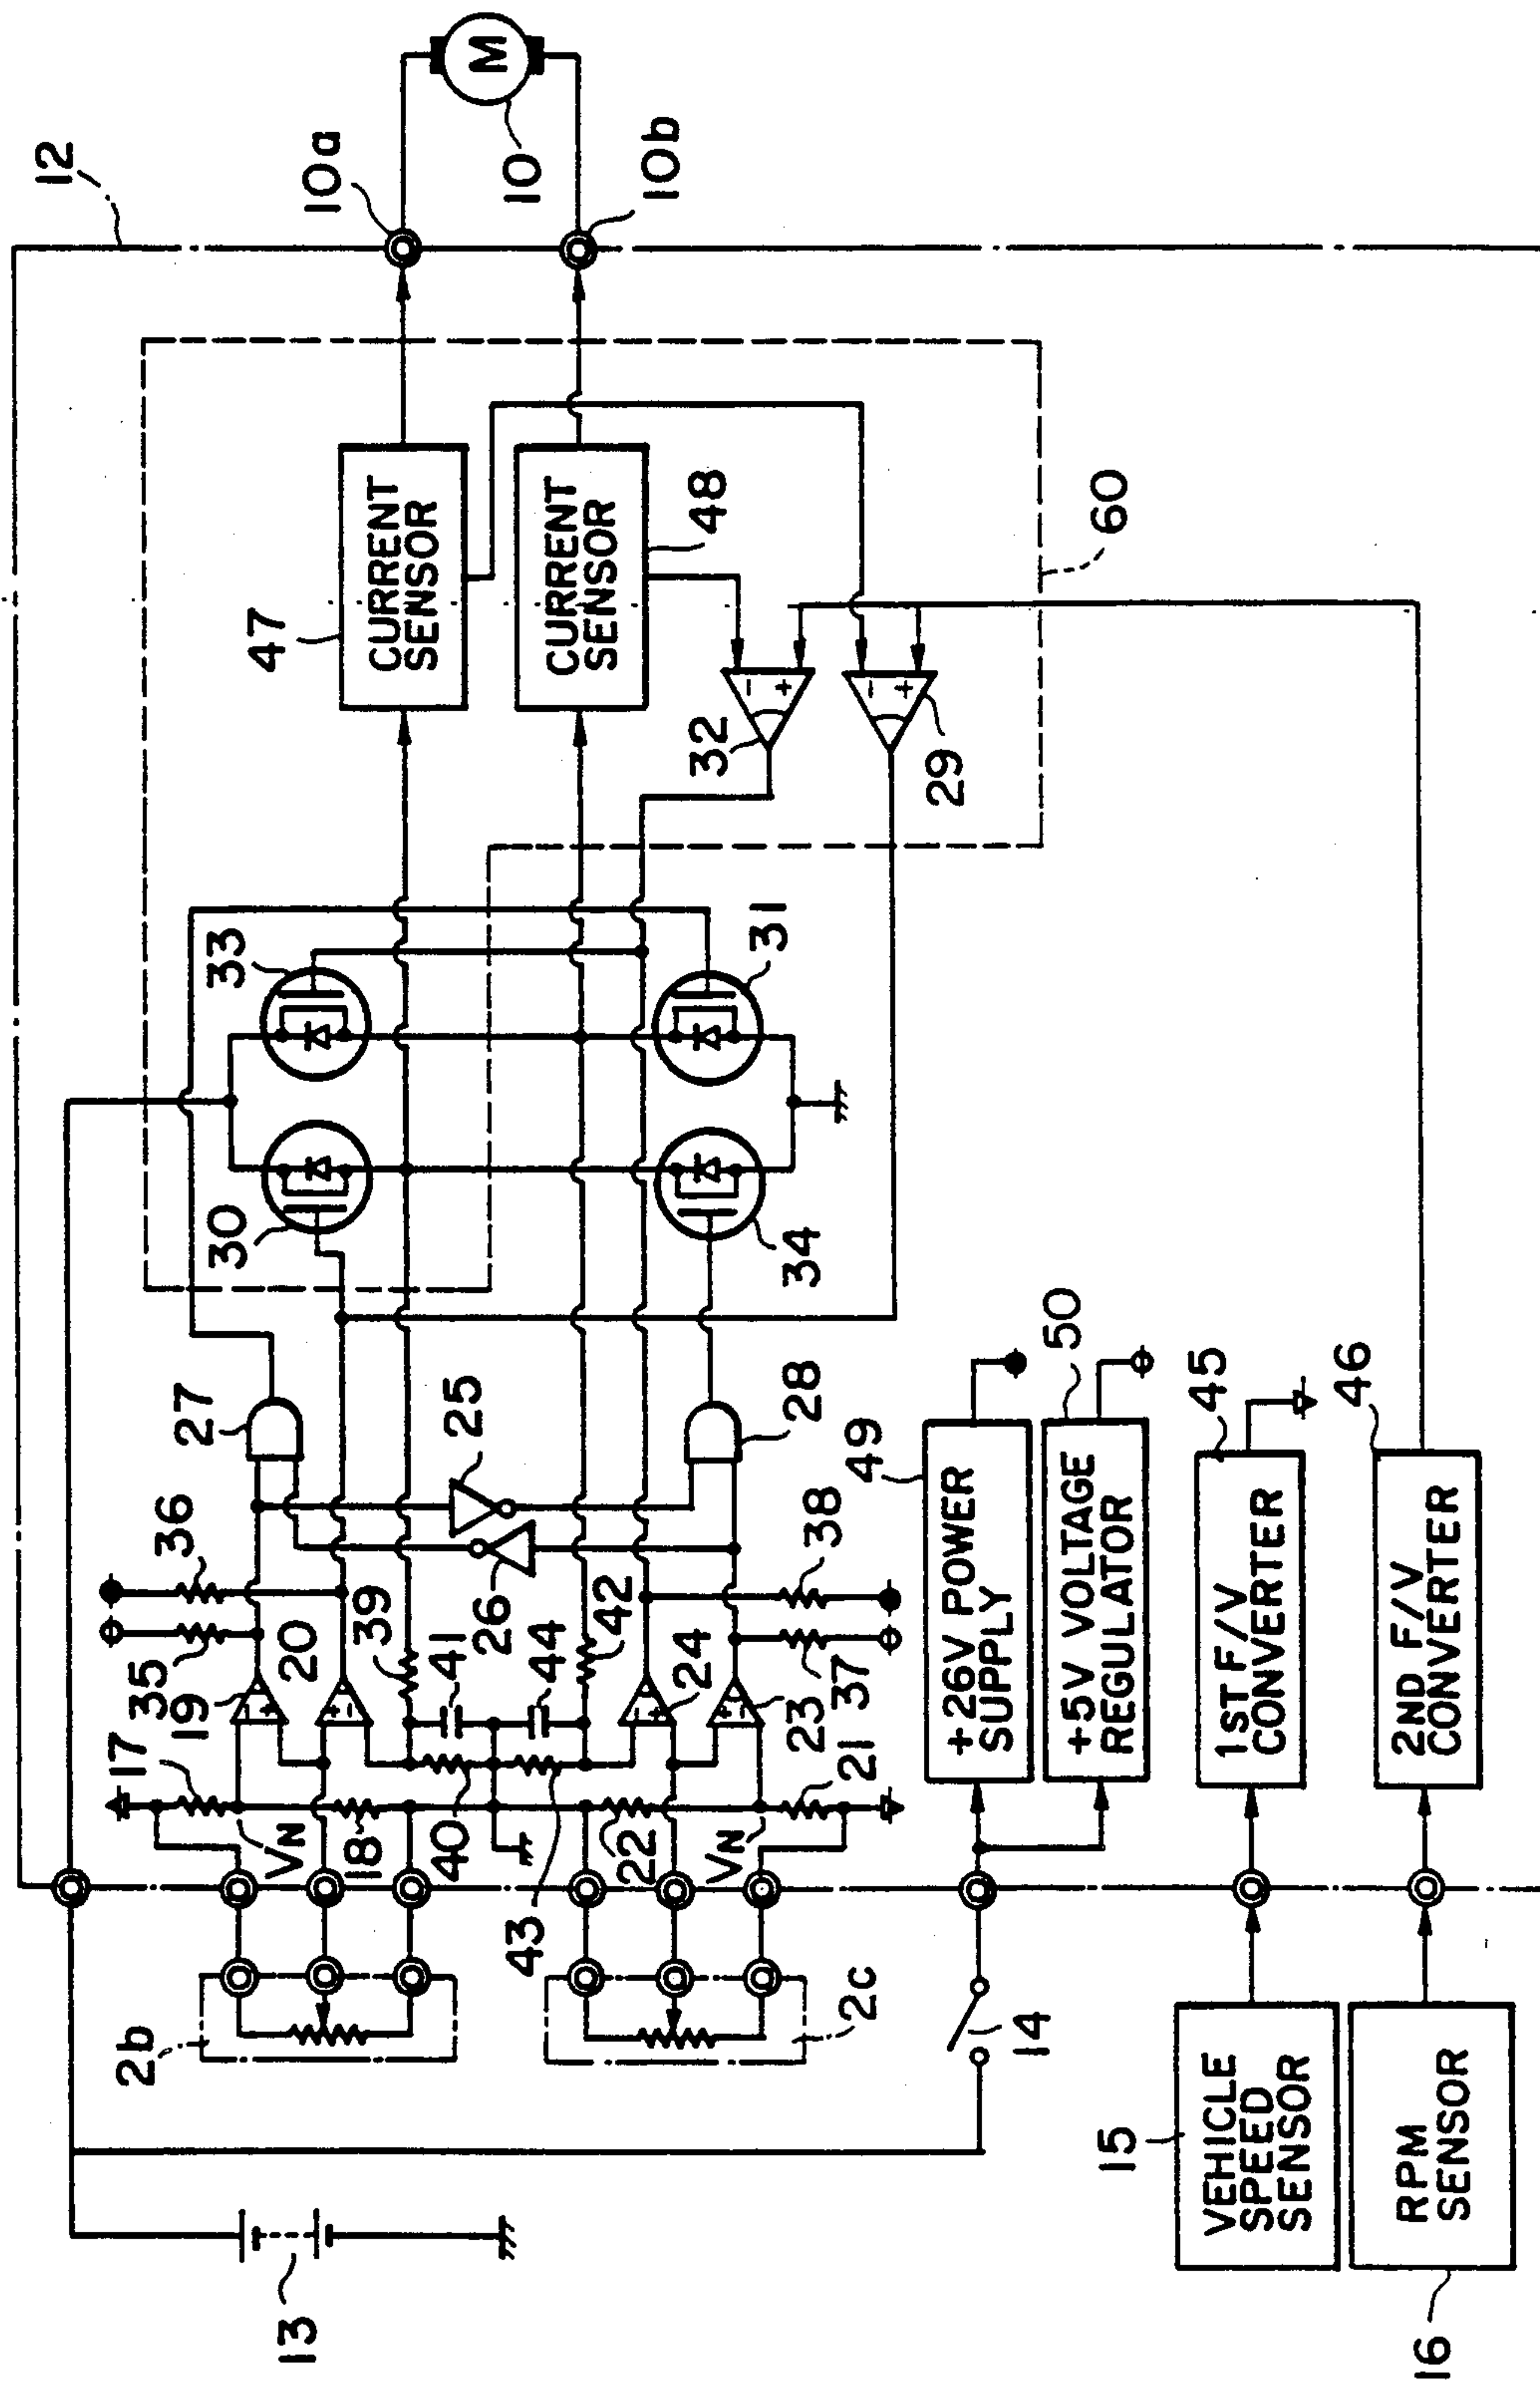 12
10a
10
M
10b
47
CURRENT
SENSOR
CURRENT
SENSOR
48
60
32
−
+
−
+
29
33
31
30
34
27
25
28
26
36
35
39
41
44
42
38
37
20
19
24
23
17
VN
18
40
43
22
VN
21
49
+26V POWER
SUPPLY
50
+5V VOLTAGE
REGULATOR
45
1ST F/V
CONVERTER
46
2ND F/V
CONVERTER
2b
2c
14
13
15
VEHICLE
SPEED
SENSOR
RPM
SENSOR
16